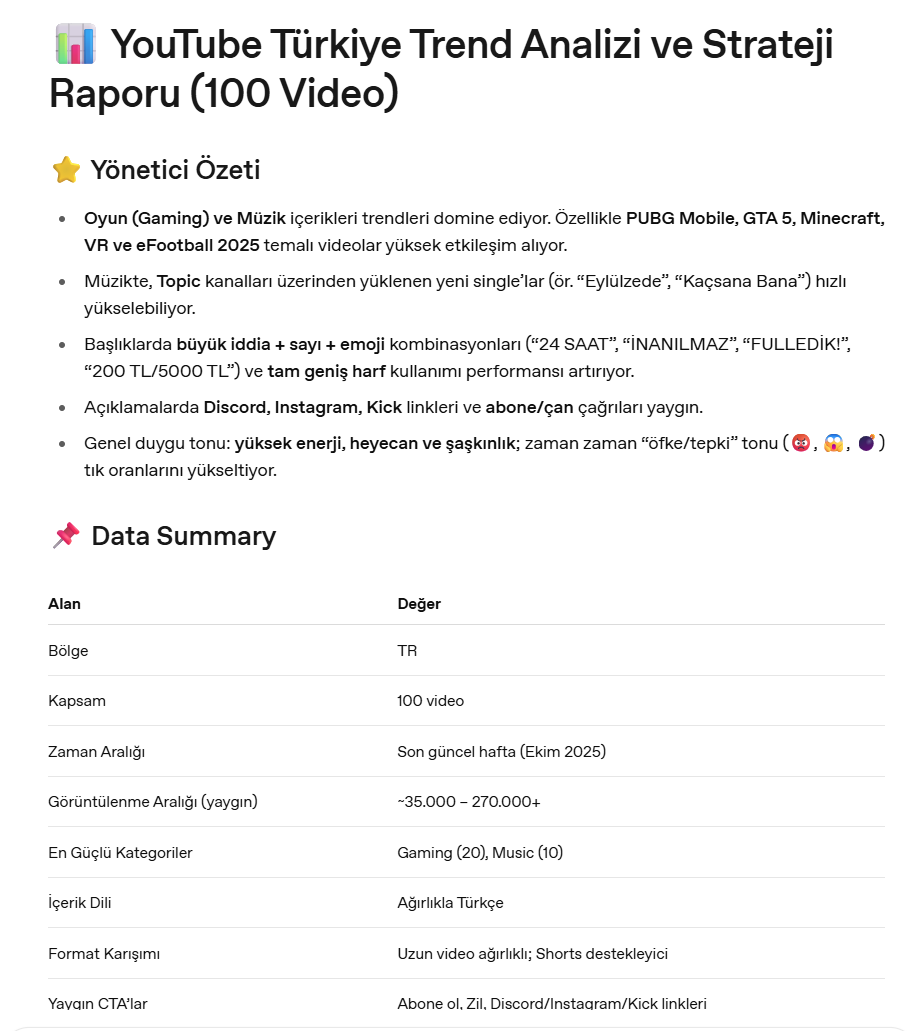 📊 YouTube Türkiye Trend Analizi ve Strateji
Raporu (100 Video)
⭐ Yönetici Özeti
• Oyun (Gaming) ve Müzik içerikleri trendleri domine ediyor. Özellikle PUBG Mobile, GTA 5, Minecraft,
VR ve eFootball 2025 temalı videolar yüksek etkileşim alıyor.
• Müzikte, Topic kanalları üzerinden yüklenen yeni single’lar (ör. “Eylülzede”, “Kaçsana Bana”) hızlı
yükselebiliyor.
• Başlıklarda büyük iddia + sayı + emoji kombinasyonları (“24 SAAT”, “İNANILMAZ”, “FULLEDİK!”,
“200 TL/5000 TL”) ve tam geniş harf kullanımı performansı artırıyor.
• Açıklamalarda Discord, Instagram, Kick linkleri ve abone/çan çağrıları yaygın.
• Genel duygu tonu: yüksek enerji, heyecan ve şaşkınlık; zaman zaman “öfke/tepki” tonu (😡, 😱, 💣)
tık oranlarını yükseltiyor.
📌 Data Summary
Alan Değer
Bölge TR
Kapsam 100 video
Zaman Aralığı Son güncel hafta (Ekim 2025)
Görüntülenme Aralığı (yaygın) ~35.000 – 270.000+
En Güçlü Kategoriler Gaming (20), Music (10)
İçerik Dili Ağırlıkla Türkçe
Format Karışımı Uzun video ağırlıklı; Shorts destekleyici
Yaygın CTA’lar Abone ol, Zil, Discord/Instagram/Kick linkleri